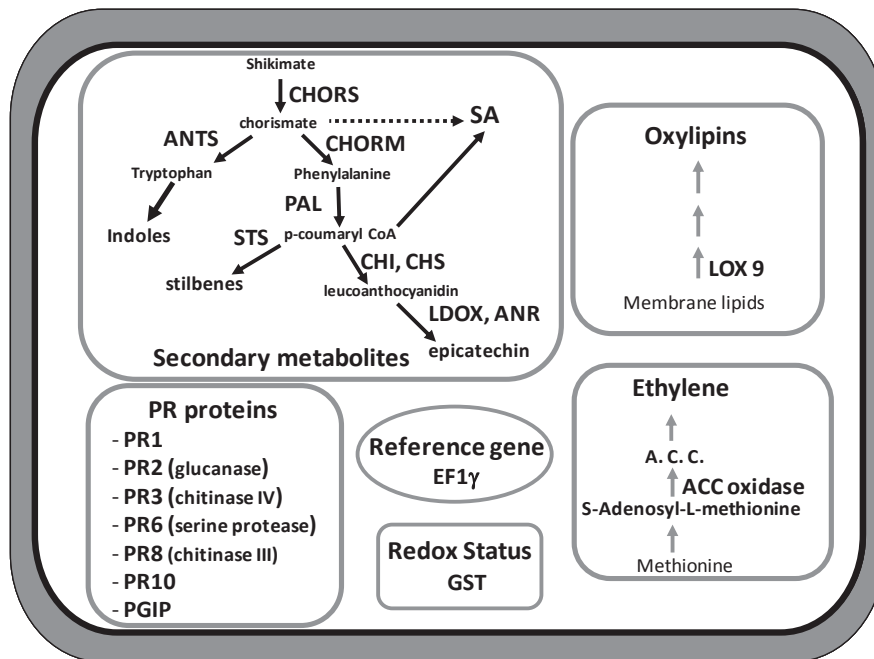 Shikimate
CHORS
chorismate
SA
ANTS
CHORM
Tryptophan
Phenylalanine
PAL
Indoles
STS
p-coumaryl CoA
CHI, CHS
stilbenes
leucoanthocyanidin
LDOX, ANR
epicatechin
Secondary metabolites
Oxylipins
LOX 9
Membrane lipids
PR proteins
- PR1
- PR2 (glucanase)
- PR3 (chitinase IV)
- PR6 (serine protease)
- PR8 (chitinase III)
- PR10
- PGIP
Reference gene
EF1γ
Redox Status
GST
Ethylene
A. C. C.
ACC oxidase
S-Adenosyl-L-methionine
Methionine